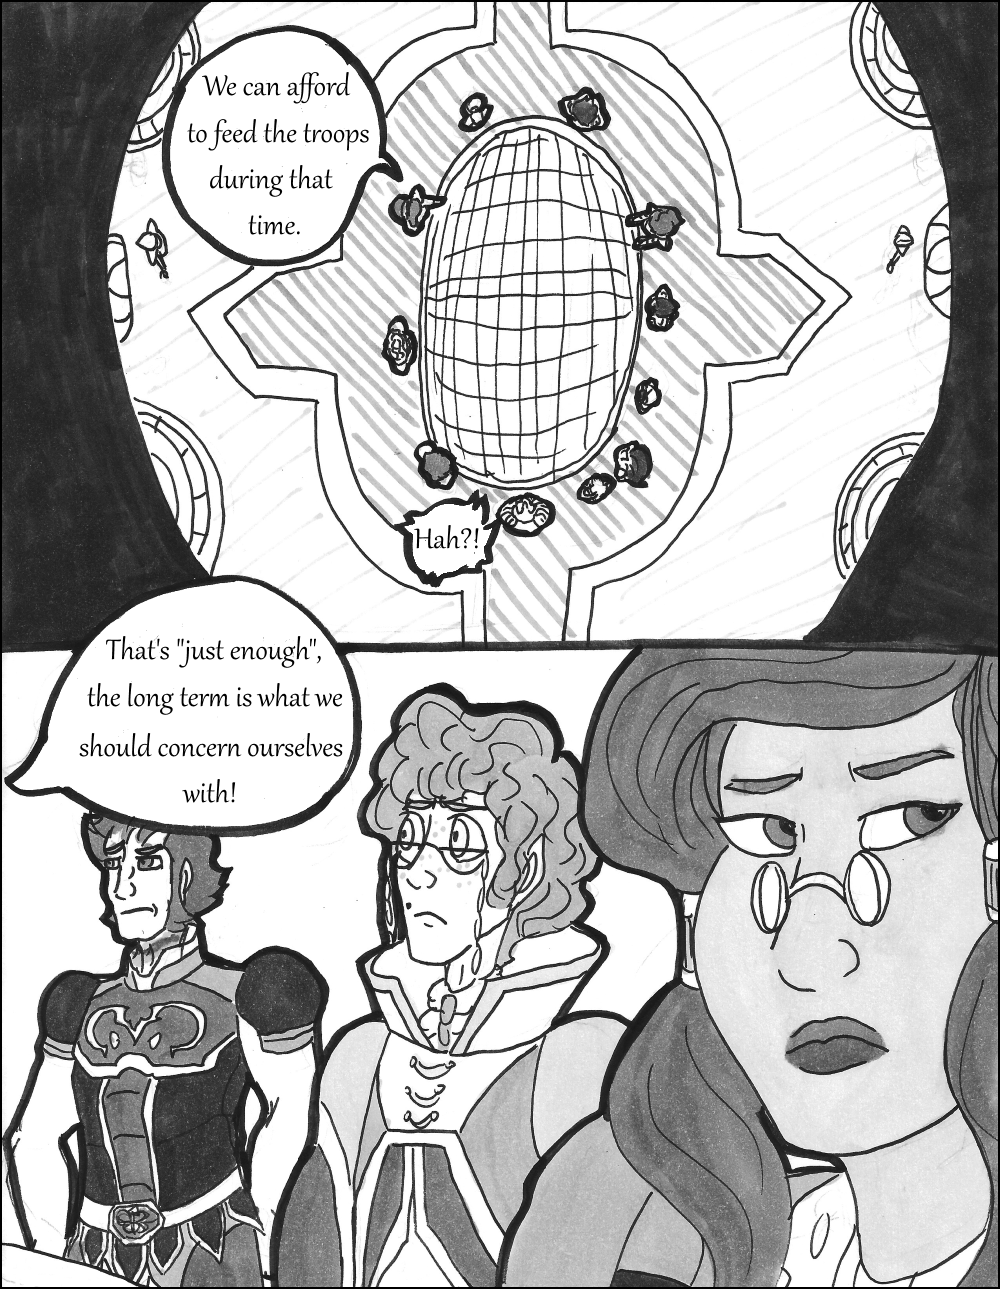 We can afford
to feed the troops
during that
time.
Hah?!
That's "just enough",
the long term is what we
should concern ourselves
with!